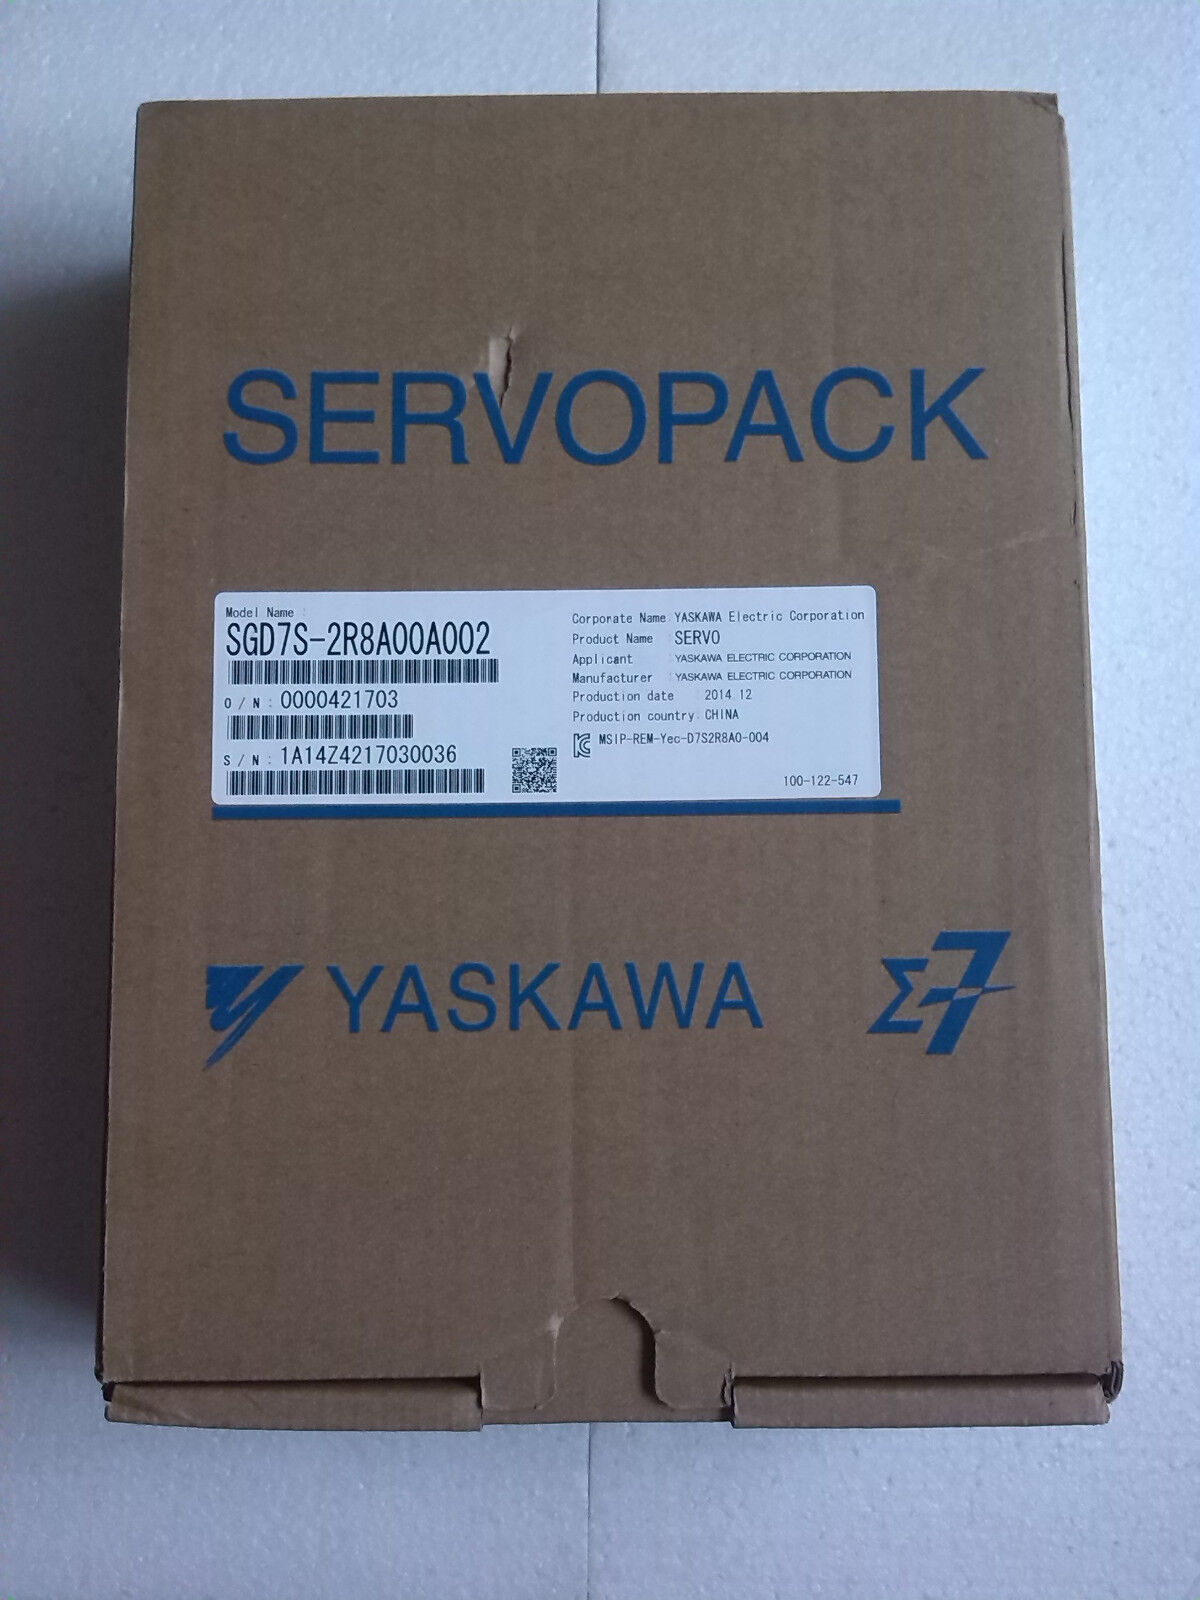 SERVOPACK
Model Name :
SGD7S-2R8A00A002
O / N : 0000421703
S / N : 1A14Z4217030036
Corporate Name : YASKAWA Electric Corporation
Product Name : SERVO
Applicant : YASKAWA ELECTRIC CORPORATION
Manufacturer : YASKAWA ELECTRIC CORPORATION
Production date 2014 12
Production country: CHINA
MSIP-REM-Yec-D7S2R8A0-004
100-122-547
YASKAWA Σ-7